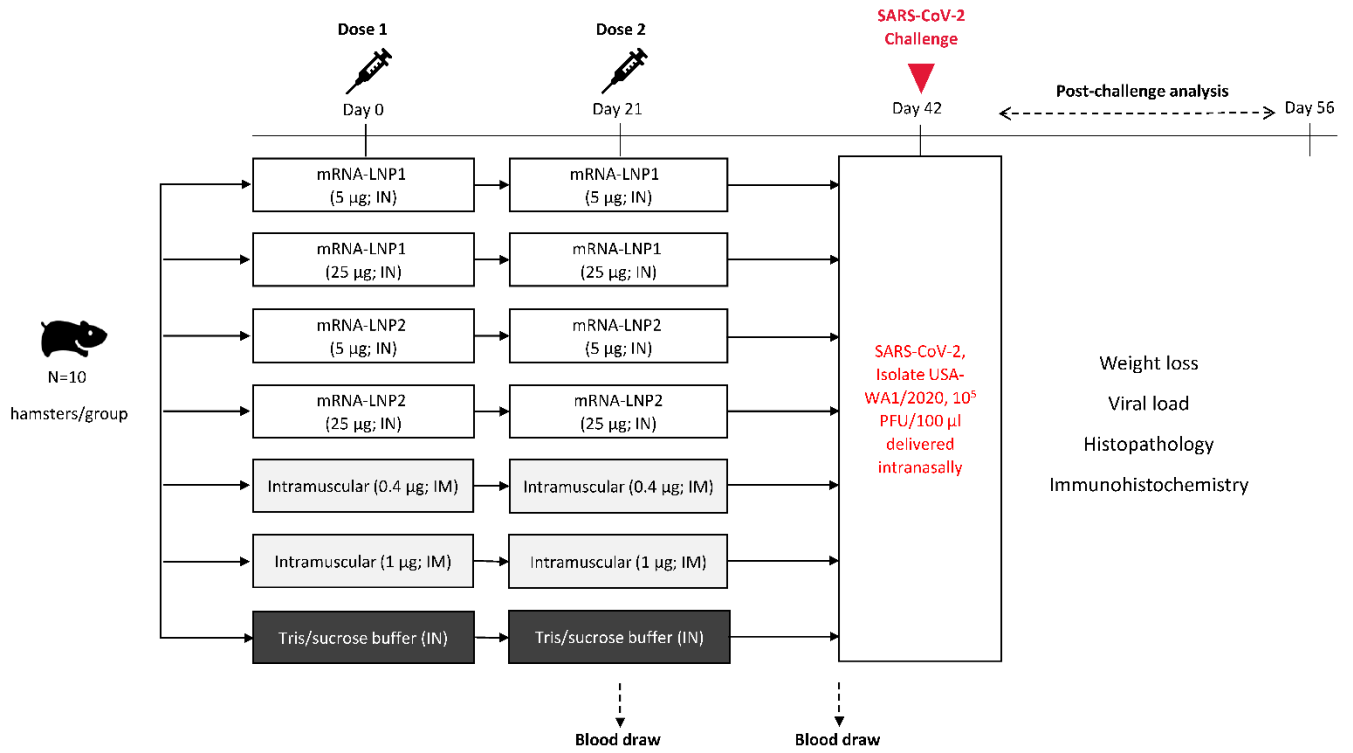 Dose 1
Dose 2
SARS-CoV-2
Challenge
Day 0
Day 21
Day 42
Post-challenge analysis
Day 56
mRNA-LNP1
(5 µg; IN)
mRNA-LNP1
(5 µg; IN)
mRNA-LNP1
(25 µg; IN)
mRNA-LNP1
(25 µg; IN)
mRNA-LNP2
(5 µg; IN)
mRNA-LNP2
(5 µg; IN)
mRNA-LNP2
(25 µg; IN)
mRNA-LNP2
(25 µg; IN)
Intramuscular (0.4 µg; IM)
Intramuscular (0.4 µg; IM)
Intramuscular (1 µg; IM)
Intramuscular (1 µg; IM)
Tris/sucrose buffer (IN)
Tris/sucrose buffer (IN)
N=10
hamsters/group
SARS-CoV-2,
Isolate USA-
WA1/2020, 10⁵
PFU/100 µl
delivered
intranasally
Weight loss
Viral load
Histopathology
Immunohistochemistry
Blood draw
Blood draw